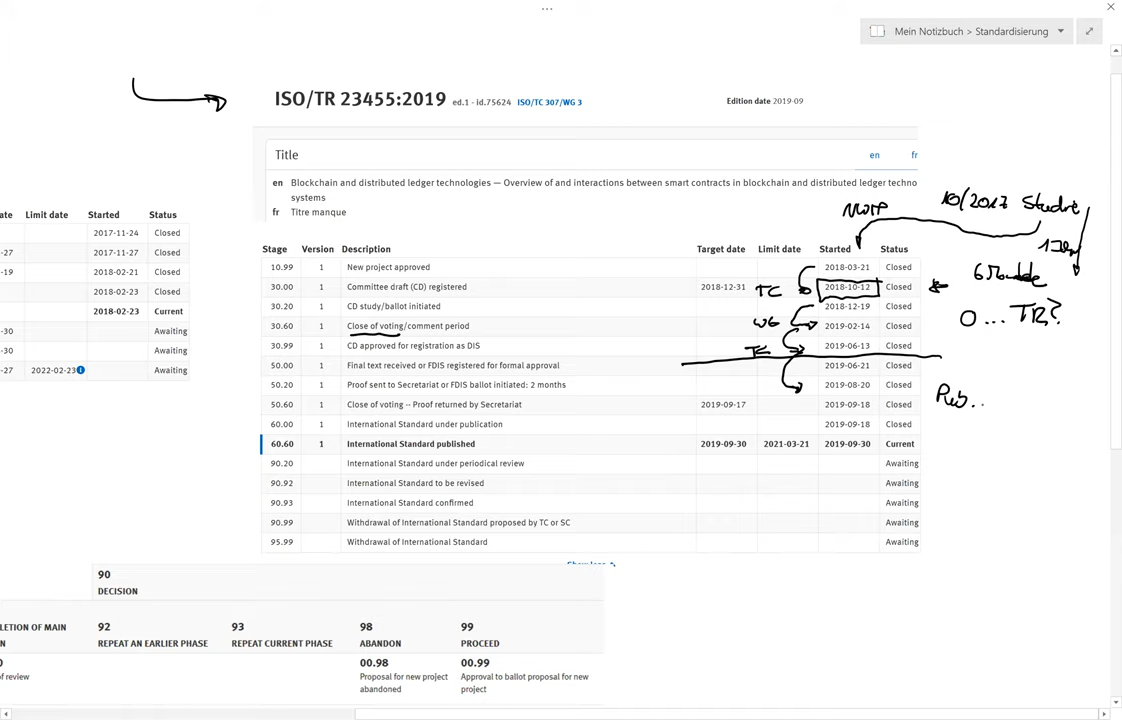 ...
Mein Notizbuch > Standardisierung
ISO/TR 23455:2019 ed.1 - id.75624 ISO/TC 307/WG 3 Edition date 2019-09
Title en fr
en Blockchain and distributed ledger technologies — Overview of and interactions between smart contracts in blockchain and distributed ledger techno
systems
fr Titre manque
10/2017 Studie
NWIP
1 Jahr
6 Monate
0 ... TR?
TC
WG
TC
Pub..
ate Limit date Started Status
2017-11-24 Closed
-27 2017-11-27 Closed
-19 2018-02-21 Closed
2018-02-23 Closed
2018-02-23 Current
-30 Awaiting
-30 Awaiting
-27 2022-02-23 Awaiting
Stage Version Description Target date Limit date Started Status
10.99 1 New project approved 2018-03-21 Closed
30.00 1 Committee draft (CD) registered 2018-12-31 2018-10-12 Closed
30.20 1 CD study/ballot initiated 2018-12-19 Closed
30.60 1 Close of voting/comment period 2019-02-14 Closed
30.99 1 CD approved for registration as DIS 2019-06-13 Closed
50.00 1 Final text received or FDIS registered for formal approval 2019-06-21 Closed
50.20 1 Proof sent to Secretariat or FDIS ballot initiated: 2 months 2019-08-20 Closed
50.60 1 Close of voting -- Proof returned by Secretariat 2019-09-17 2019-09-18 Closed
60.00 1 International Standard under publication 2019-09-18 Closed
60.60 1 International Standard published 2019-09-30 2021-03-21 2019-09-30 Current
90.20 International Standard under periodical review Awaiting
90.92 International Standard to be revised Awaiting
90.93 International Standard confirmed Awaiting
90.99 Withdrawal of International Standard proposed by TC or SC Awaiting
95.99 Withdrawal of International Standard Awaiting
Show less
90
DECISION
LETION OF MAIN
N
92
REPEAT AN EARLIER PHASE
93
REPEAT CURRENT PHASE
98
ABANDON
99
PROCEED
0
of review
00.98
Proposal for new project
abandoned
00.99
Approval to ballot proposal for new
project